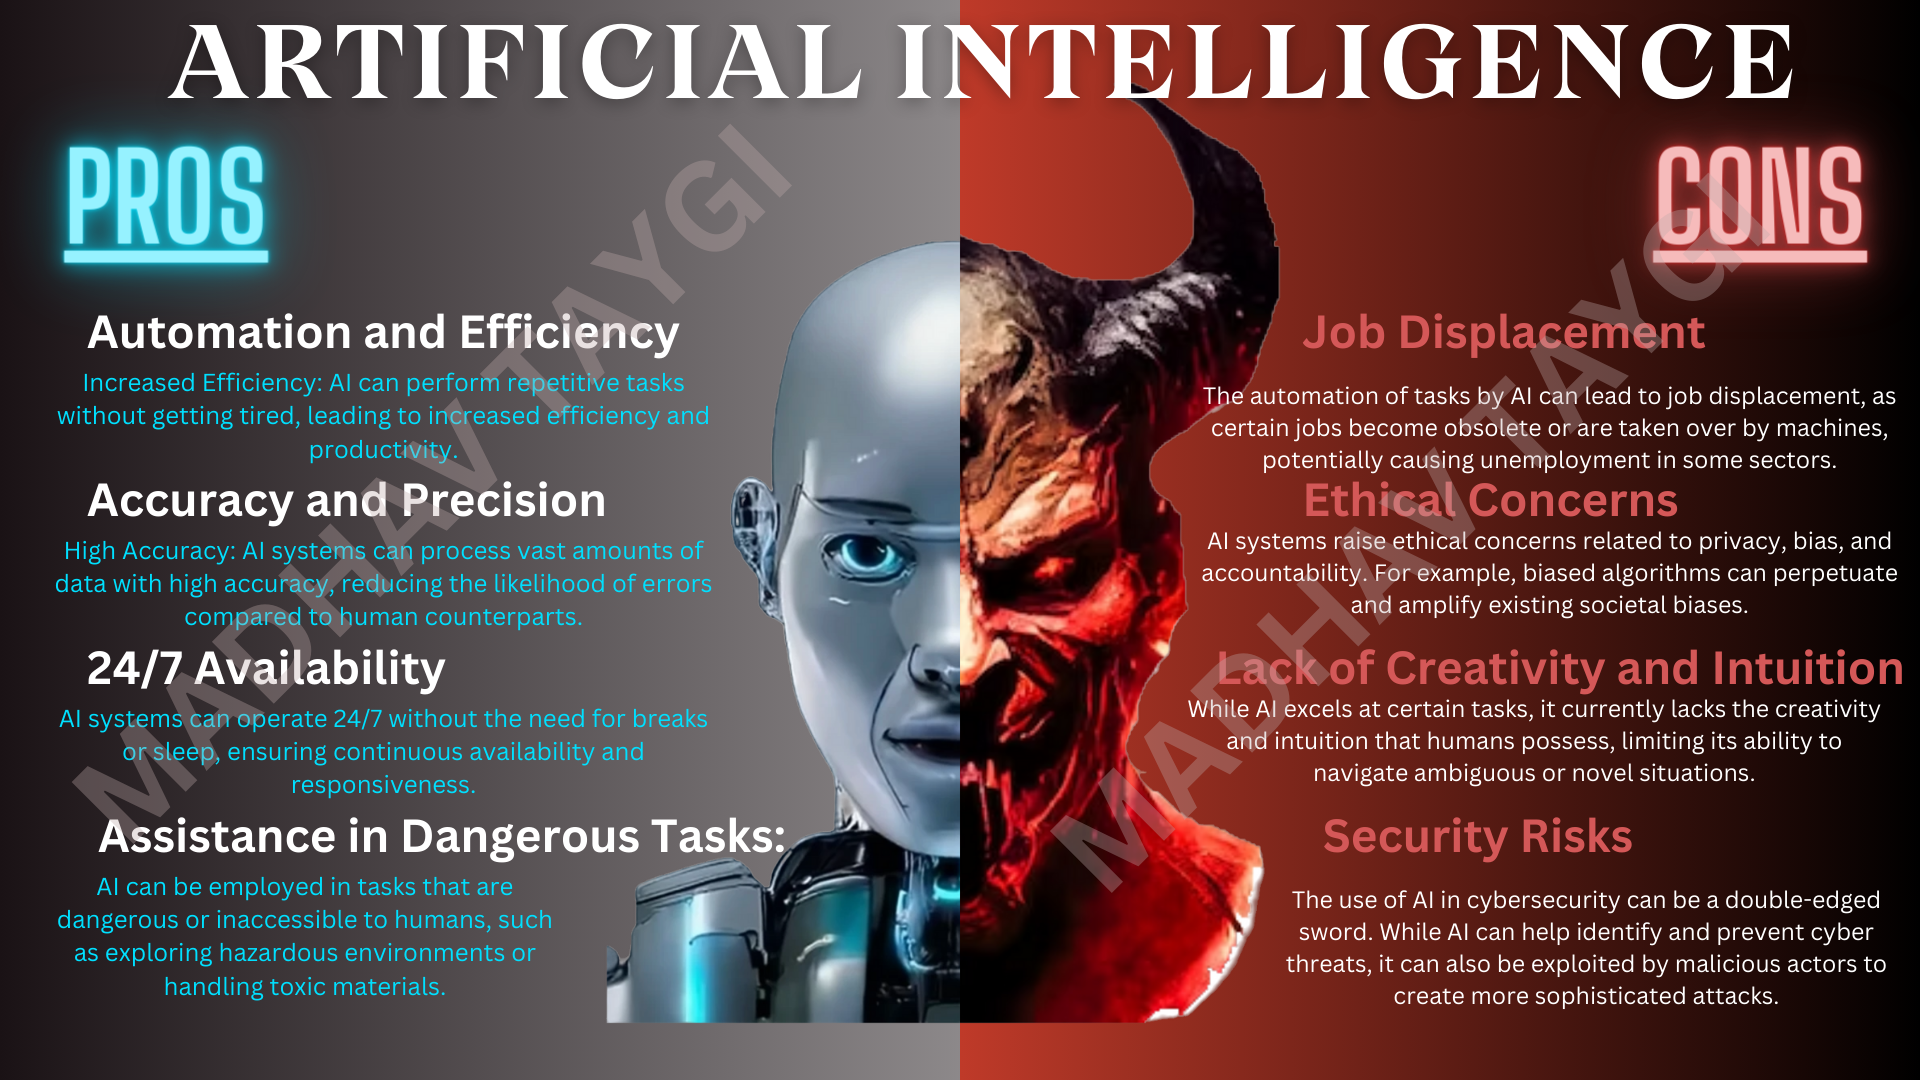 ARTIFICIAL INTELLIGENCE
PROS
Automation and Efficiency
Increased Efficiency: AI can perform repetitive tasks
without getting tired, leading to increased efficiency and
productivity.
Accuracy and Precision
High Accuracy: AI systems can process vast amounts of
data with high accuracy, reducing the likelihood of errors
compared to human counterparts.
24/7 Availability
AI systems can operate 24/7 without the need for breaks
or sleep, ensuring continuous availability and
responsiveness.
Assistance in Dangerous Tasks:
AI can be employed in tasks that are
dangerous or inaccessible to humans, such
as exploring hazardous environments or
handling toxic materials.
MADHAV TAYGI
CONS
Job Displacement
The automation of tasks by AI can lead to job displacement, as
certain jobs become obsolete or are taken over by machines,
potentially causing unemployment in some sectors.
Ethical Concerns
AI systems raise ethical concerns related to privacy, bias, and
accountability. For example, biased algorithms can perpetuate
and amplify existing societal biases.
Lack of Creativity and Intuition
While AI excels at certain tasks, it currently lacks the creativity
and intuition that humans possess, limiting its ability to
navigate ambiguous or novel situations.
Security Risks
The use of AI in cybersecurity can be a double-edged
sword. While AI can help identify and prevent cyber
threats, it can also be exploited by malicious actors to
create more sophisticated attacks.
MADHAV TAYGI